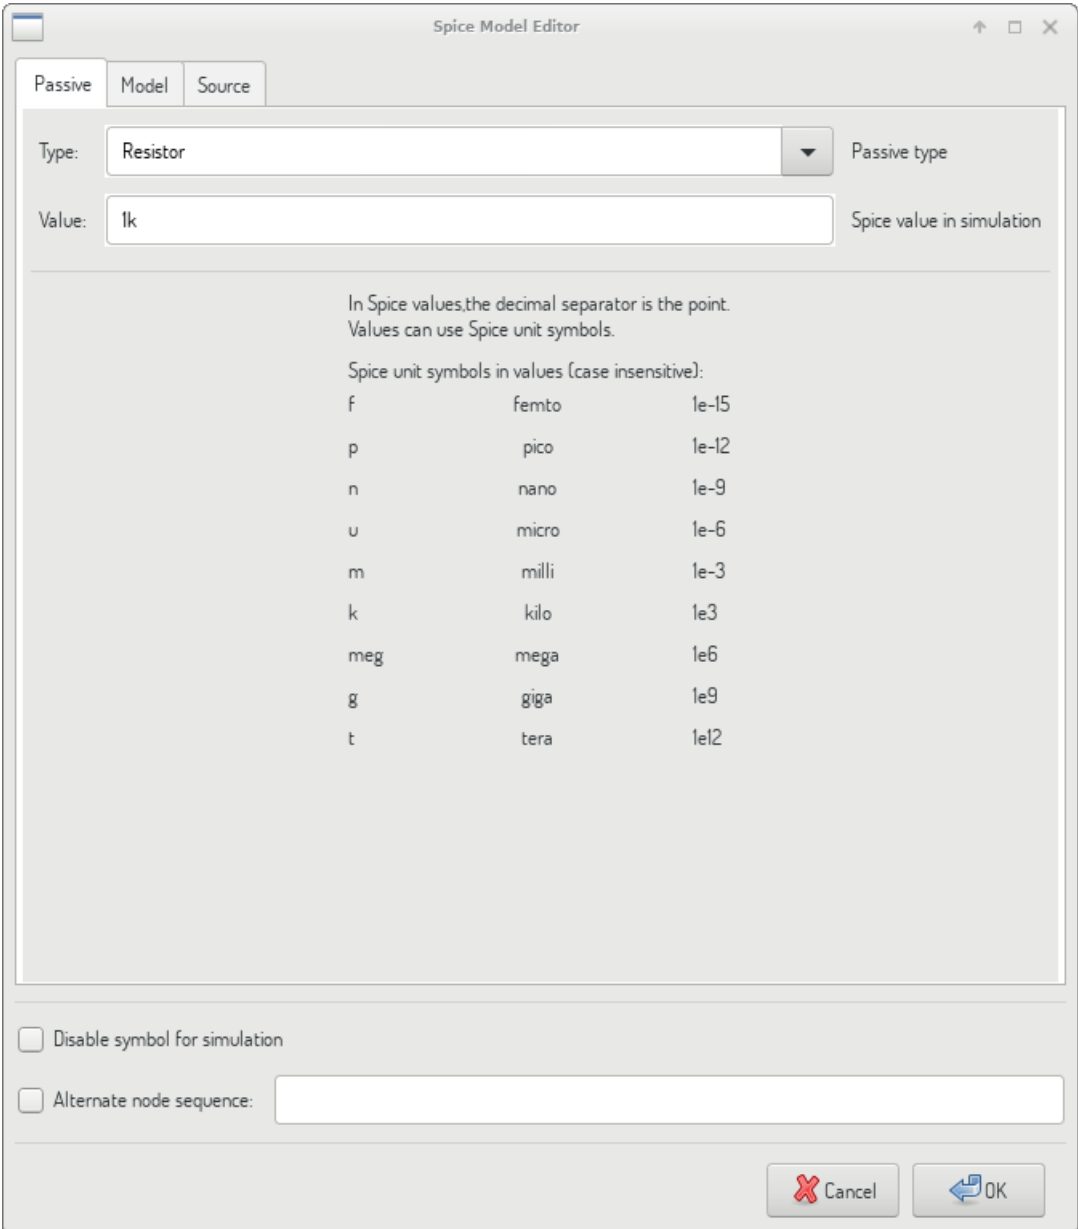 Spice Model Editor
Passive Model Source
Type: Resistor Passive type
Value: 1k Spice value in simulation
In Spice values,the decimal separator is the point.
Values can use Spice unit symbols.
Spice unit symbols in values (case insensitive):
f femto 1e-15
p pico 1e-12
n nano 1e-9
u micro 1e-6
m milli 1e-3
k kilo 1e3
meg mega 1e6
g giga 1e9
t tera 1e12
Disable symbol for simulation
Alternate node sequence:
Cancel OK